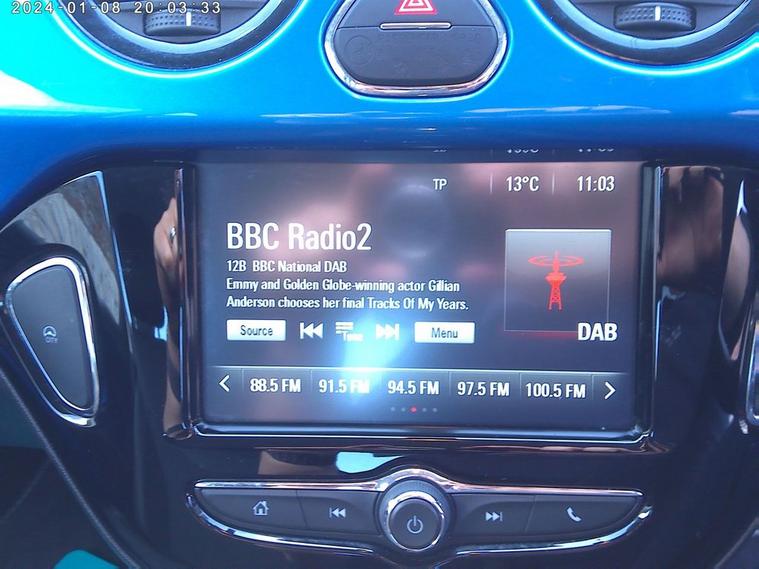 2024-01-08 20:03:33
TP 13°C 11:03
BBC Radio2
12B BBC National DAB
Emmy and Golden Globe-winning actor Gillian
Anderson chooses her final Tracks Of My Years.
DAB
Source Tune Menu
88.5 FM 91.5 FM 94.5 FM 97.5 FM 100.5 FM
CITY